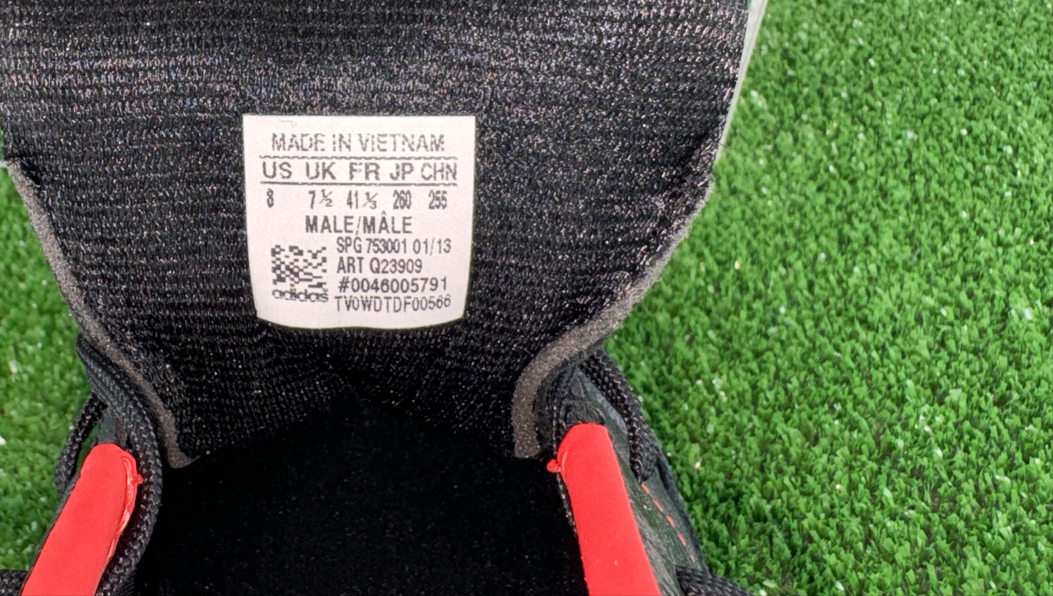 MADE IN VIETNAM
US UK FR JP CHN
8 7½ 41⅓ 260 255
MALE/MÂLE
SPG 753001 01/13
ART Q23909
#0046005791
adidas TV0WDTDF00566